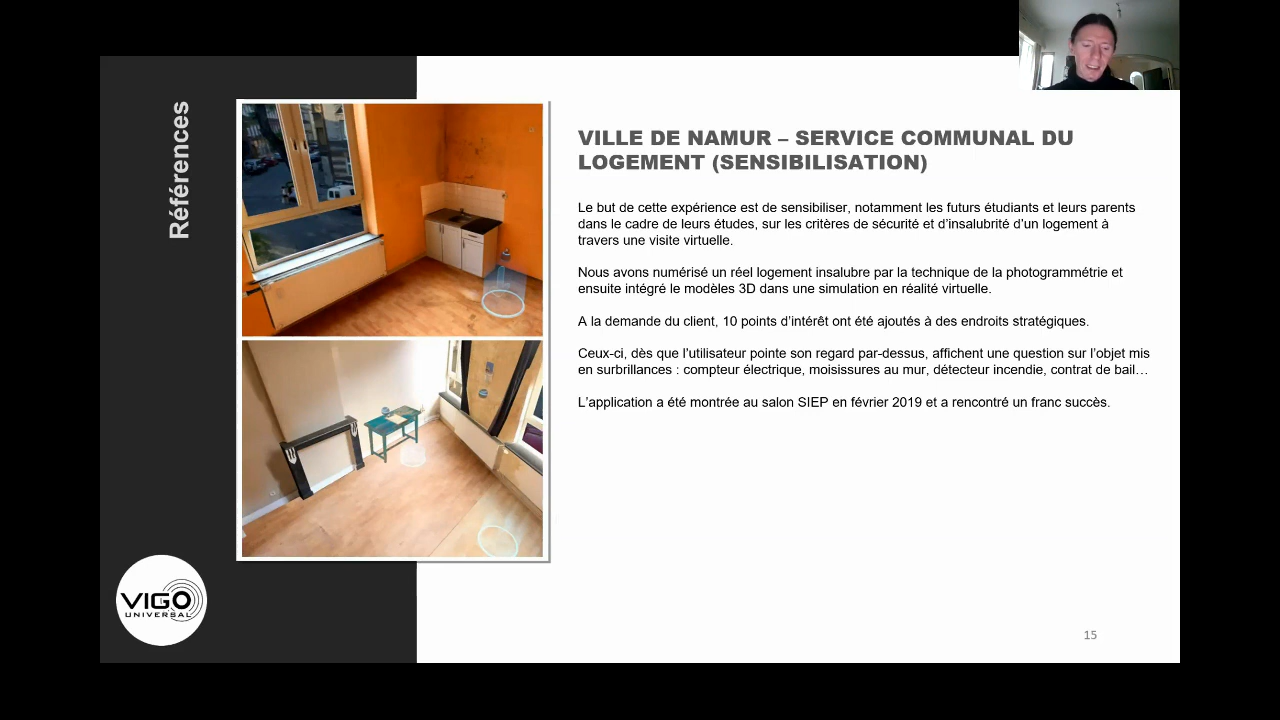 Références
VILLE DE NAMUR – SERVICE COMMUNAL DU
LOGEMENT (SENSIBILISATION)
Le but de cette expérience est de sensibiliser, notamment les futurs étudiants et leurs parents
dans le cadre de leurs études, sur les critères de sécurité et d’insalubrité d’un logement à
travers une visite virtuelle.
Nous avons numérisé un réel logement insalubre par la technique de la photogrammétrie et
ensuite intégré le modèles 3D dans une simulation en réalité virtuelle.
A la demande du client, 10 points d’intérêt ont été ajoutés à des endroits stratégiques.
Ceux-ci, dès que l’utilisateur pointe son regard par-dessus, affichent une question sur l’objet mis
en surbrillances : compteur électrique, moisissures au mur, détecteur incendie, contrat de bail…
L’application a été montrée au salon SIEP en février 2019 et a rencontré un franc succès.
VIGO
UNIVERSAL
15